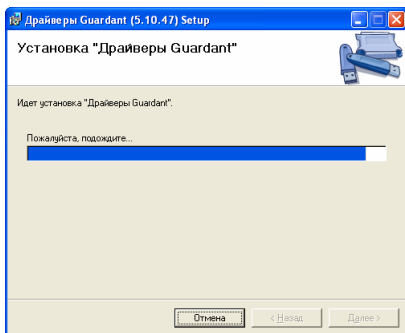 Драйверы Guardant (5.10.47) Setup
Установка "Драйверы Guardant"
Идет установка "Драйверы Guardant".
Пожалуйста, подождите...
Отмена
< Назад
Далее >